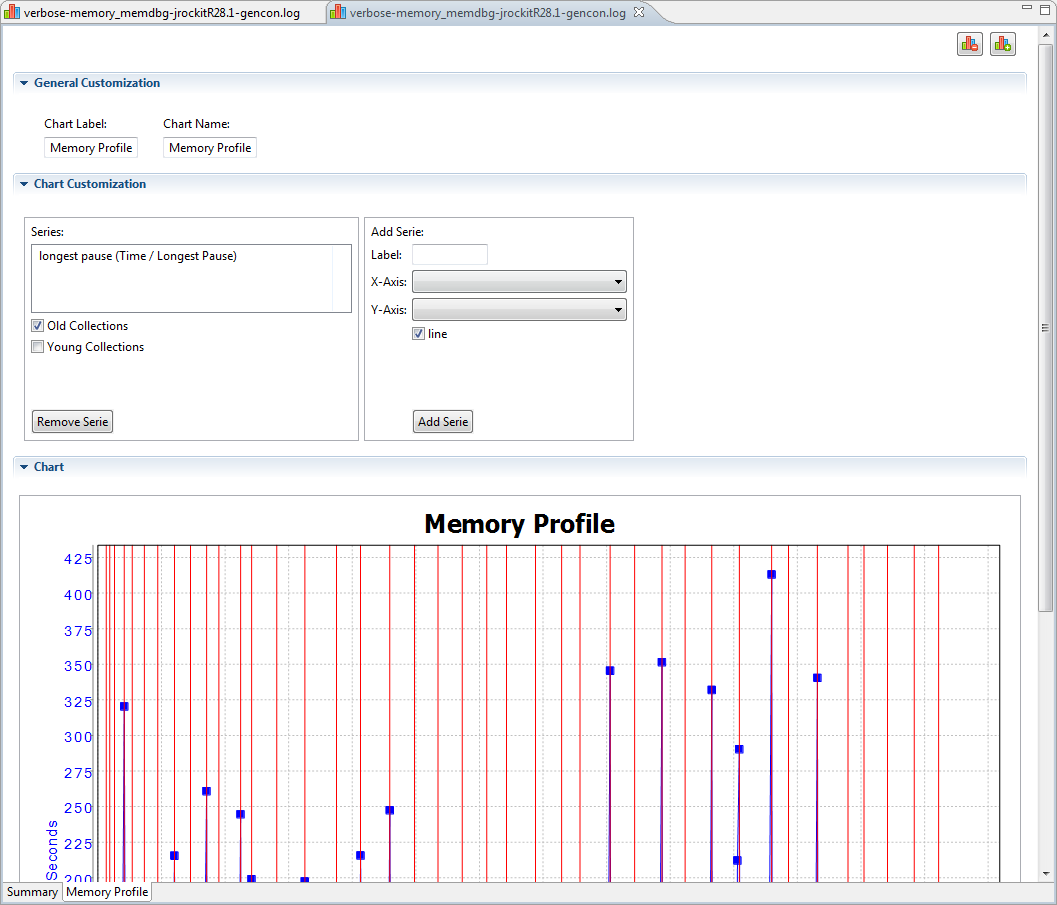 verbose-memory_memdbg-jrockitR28.1-gencon.log
verbose-memory_memdbg-jrockitR28.1-gencon.log
General Customization
Chart Label:
Chart Name:
Memory Profile
Memory Profile
Chart Customization
Series:
longest pause (Time / Longest Pause)
Old Collections
Young Collections
Remove Serie
Add Serie:
Label:
X-Axis:
Y-Axis:
line
Add Serie
Chart
Memory Profile
425
400
375
350
325
300
275
250
225
200
Seconds
Summary
Memory Profile